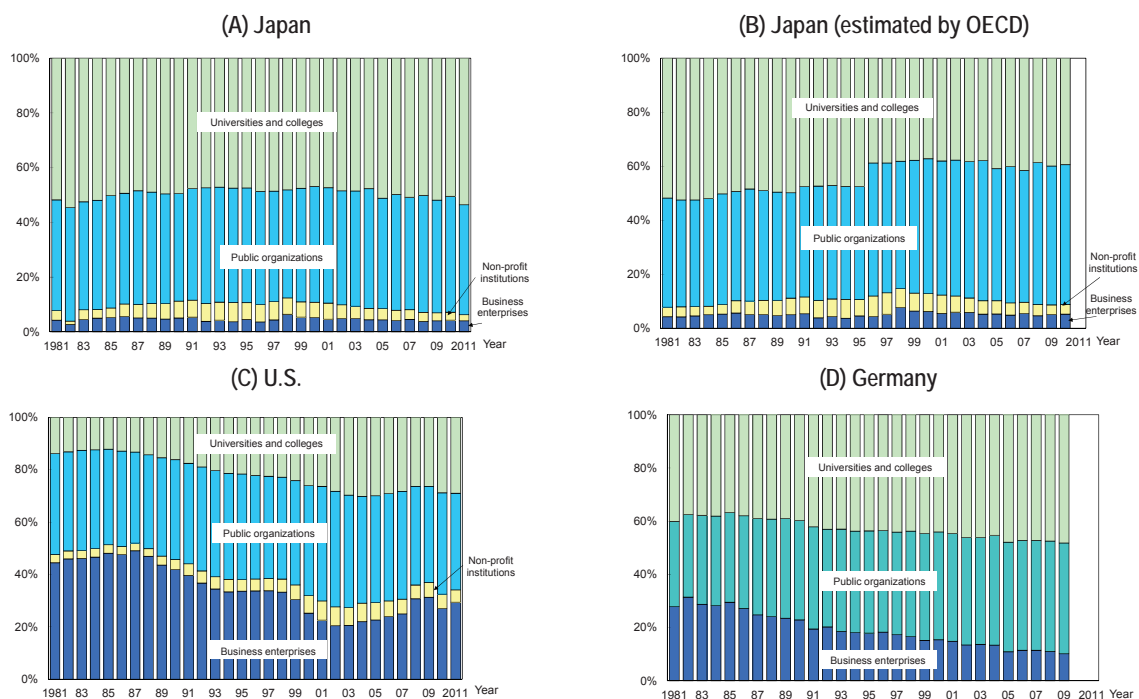 (A) Japan
100%
80%
60%
40%
20%
0%
Universities and colleges
Public organizations
Non-profit
institutions
Business
enterprises
1981 83 85 87 89 91 93 95 97 99 01 03 05 07 09 2011 Year
(B) Japan (estimated by OECD)
100%
80%
60%
40%
20%
0%
Universities and colleges
Public organizations
Non-profit
institutions
Business
enterprises
1981 83 85 87 89 91 93 95 97 99 01 03 05 07 09 2011 Year
(C) U.S.
100%
80%
60%
40%
20%
0%
Universities and colleges
Public organizations
Non-profit
institutions
Business enterprises
1981 83 85 87 89 91 93 95 97 99 01 03 05 07 09 2011 Year
(D) Germany
100%
80%
60%
40%
20%
0%
Universities and colleges
Public organizations
Business enterprises
1981 83 85 87 89 91 93 95 97 99 01 03 05 07 09 2011 Year